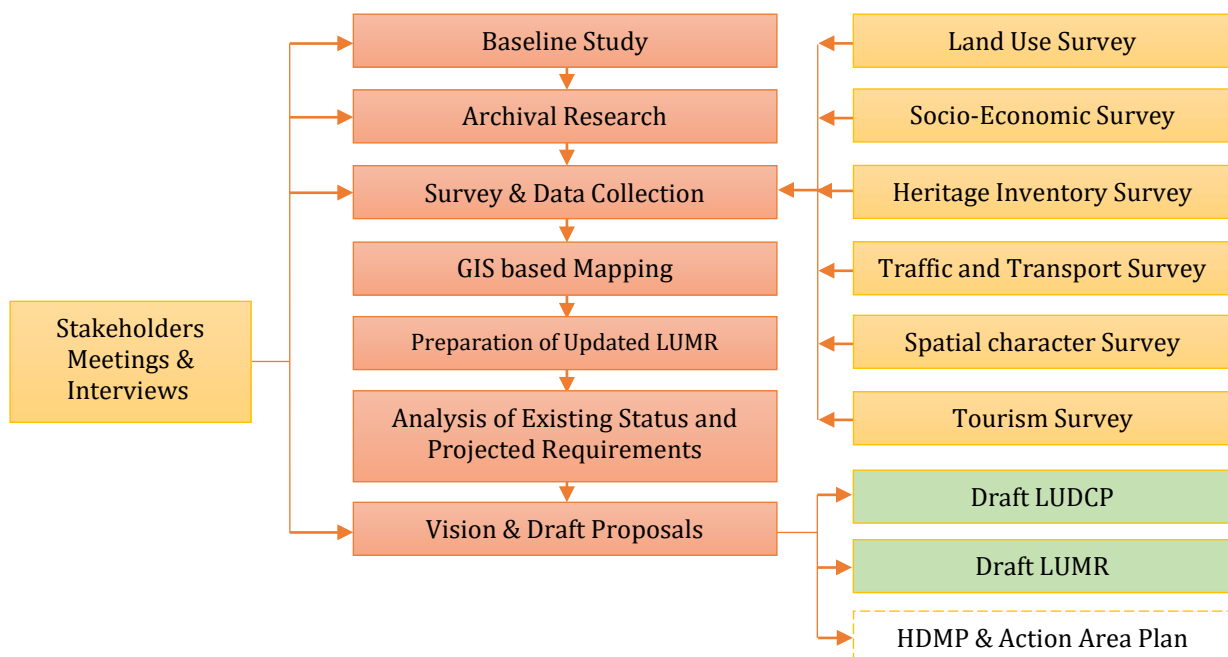 Stakeholders
Meetings &
Interviews
Baseline Study
Archival Research
Survey & Data Collection
GIS based Mapping
Preparation of Updated LUMR
Analysis of Existing Status and
Projected Requirements
Vision & Draft Proposals
Land Use Survey
Socio-Economic Survey
Heritage Inventory Survey
Traffic and Transport Survey
Spatial character Survey
Tourism Survey
Draft LUDCP
Draft LUMR
HDMP & Action Area Plan